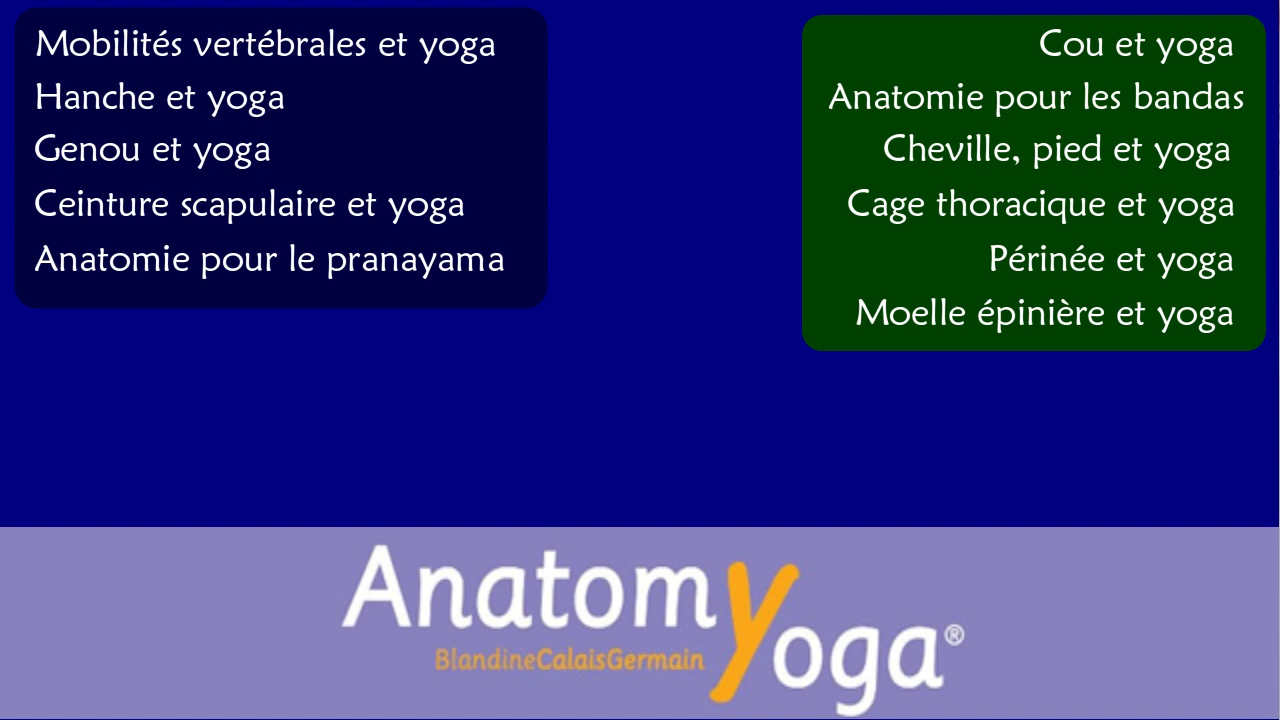 Mobilités vertébrales et yoga
Hanche et yoga
Genou et yoga
Ceinture scapulaire et yoga
Anatomie pour le pranayama
Cou et yoga
Anatomie pour les bandas
Cheville, pied et yoga
Cage thoracique et yoga
Périnée et yoga
Moelle épinière et yoga
AnatomYoga®
BlandineCalaisGermain